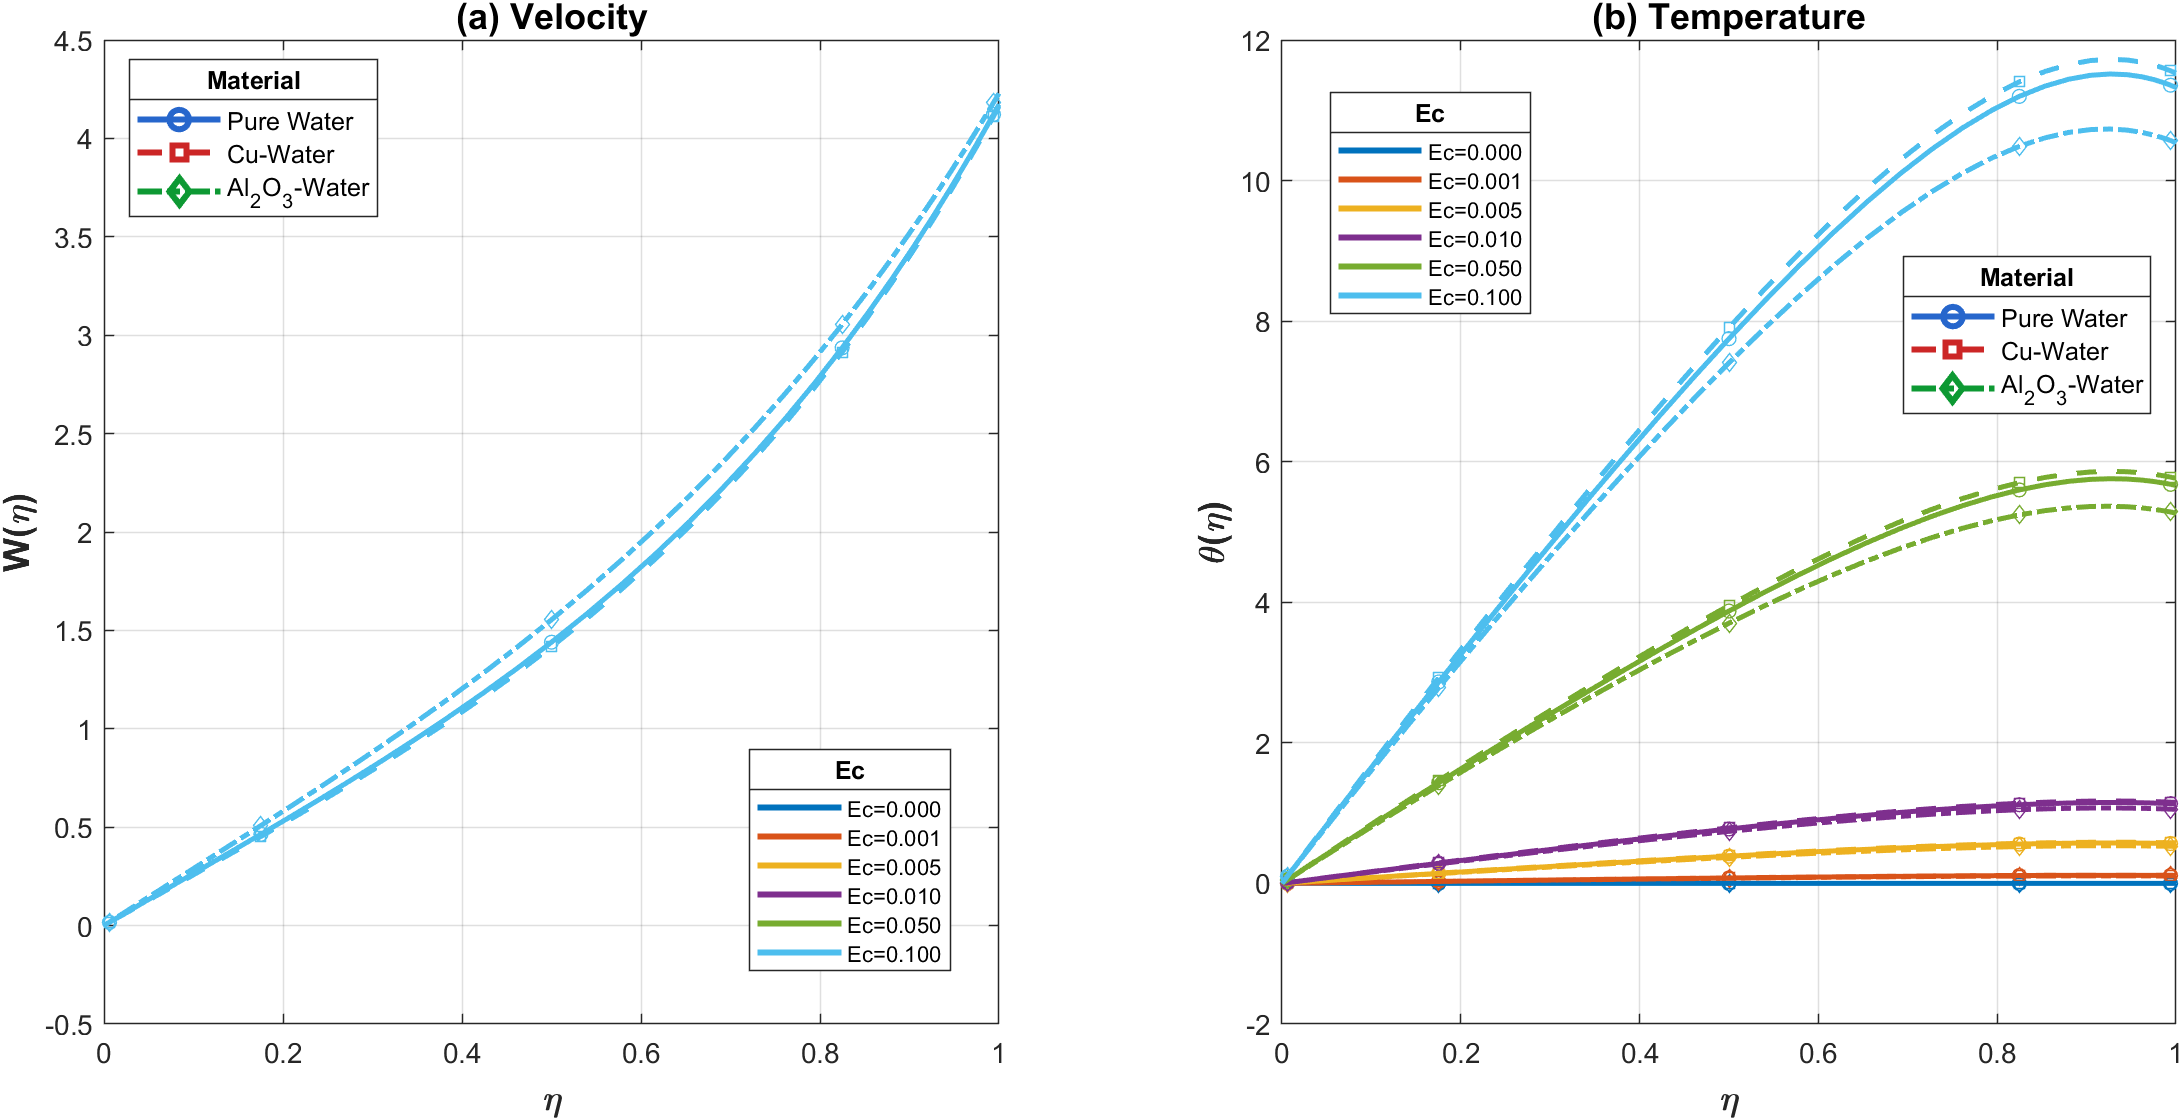 (a) Velocity
4.5
4
3.5
3
2.5
2
1.5
1
0.5
0
-0.5
0
0.2
0.4
0.6
0.8
1
W(η)
η
Material
Pure Water
Cu-Water
Al2O3-Water
Ec
Ec=0.000
Ec=0.001
Ec=0.005
Ec=0.010
Ec=0.050
Ec=0.100
(b) Temperature
12
10
8
6
4
2
0
-2
0
0.2
0.4
0.6
0.8
1
θ(η)
η
Ec
Ec=0.000
Ec=0.001
Ec=0.005
Ec=0.010
Ec=0.050
Ec=0.100
Material
Pure Water
Cu-Water
Al2O3-Water